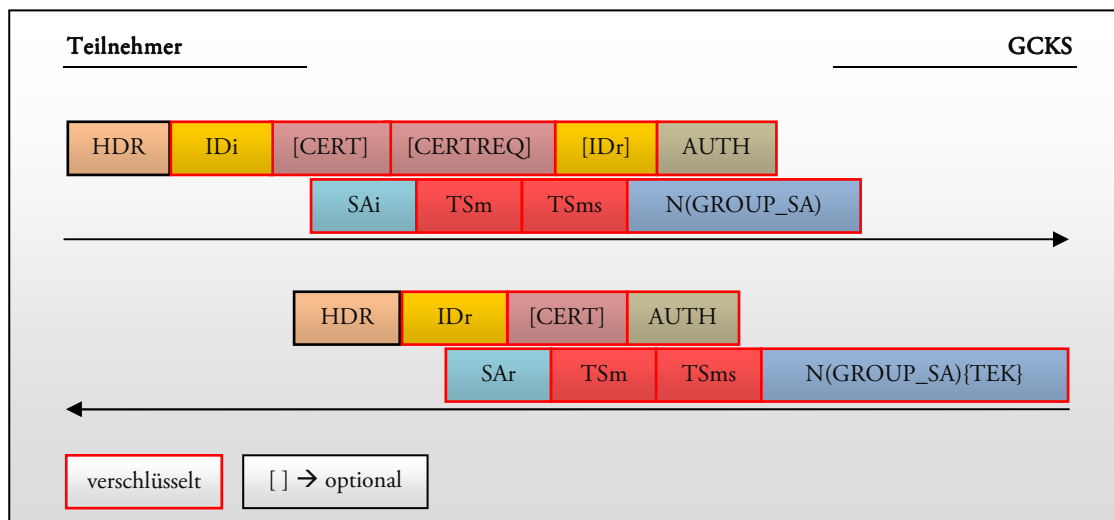 Teilnehmer GCKS
HDR IDi [CERT] [CERTREQ] [IDr] AUTH
SAi TSm TSms N(GROUP_SA)
HDR IDr [CERT] AUTH
SAr TSm TSms N(GROUP_SA){TEK}
verschlüsselt [ ] → optional